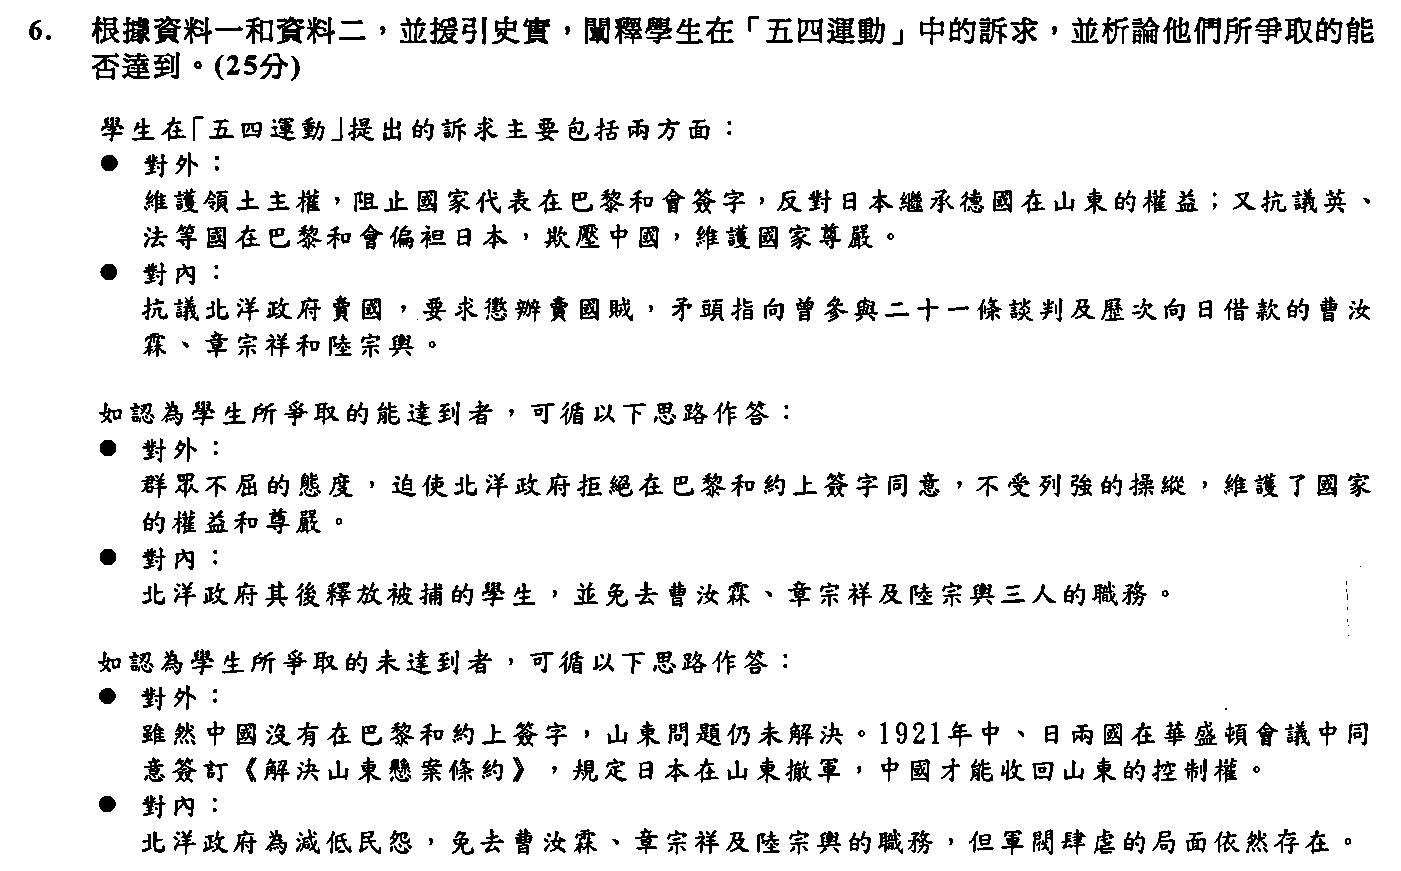 6. 根據資料一和資料二，並援引史實，闡釋學生在「五四運動」中的訴求，並析論他們所爭取的能
否達到。(25分)
學生在「五四運動」提出的訴求主要包括兩方面：
● 對外：
維護領土主權，阻止國家代表在巴黎和會簽字，反對日本繼承德國在山東的權益；又抗議英、
法等國在巴黎和會偏袒日本，欺壓中國，維護國家尊嚴。
● 對內：
抗議北洋政府賣國，要求懲辦賣國賊，矛頭指向曾參與二十一條談判及歷次向日借款的曹汝
霖、章宗祥和陸宗輿。
如認為學生所爭取的能達到者，可循以下思路作答：
● 對外：
群眾不屈的態度，迫使北洋政府拒絕在巴黎和約上簽字同意，不受列強的操縱，維護了國家
的權益和尊嚴。
● 對內：
北洋政府其後釋放被捕的學生，並免去曹汝霖、章宗祥及陸宗輿三人的職務。
如認為學生所爭取的未達到者，可循以下思路作答：
● 對外：
雖然中國沒有在巴黎和約上簽字，山東問題仍未解決。1921年中、日兩國在華盛頓會議中同
意簽訂《解決山東懸案條約》，規定日本在山東撤軍，中國才能收回山東的控制權。
● 對內：
北洋政府為減低民怨，免去曹汝霖、章宗祥及陸宗輿的職務，但軍閥肆虐的局面依然存在。